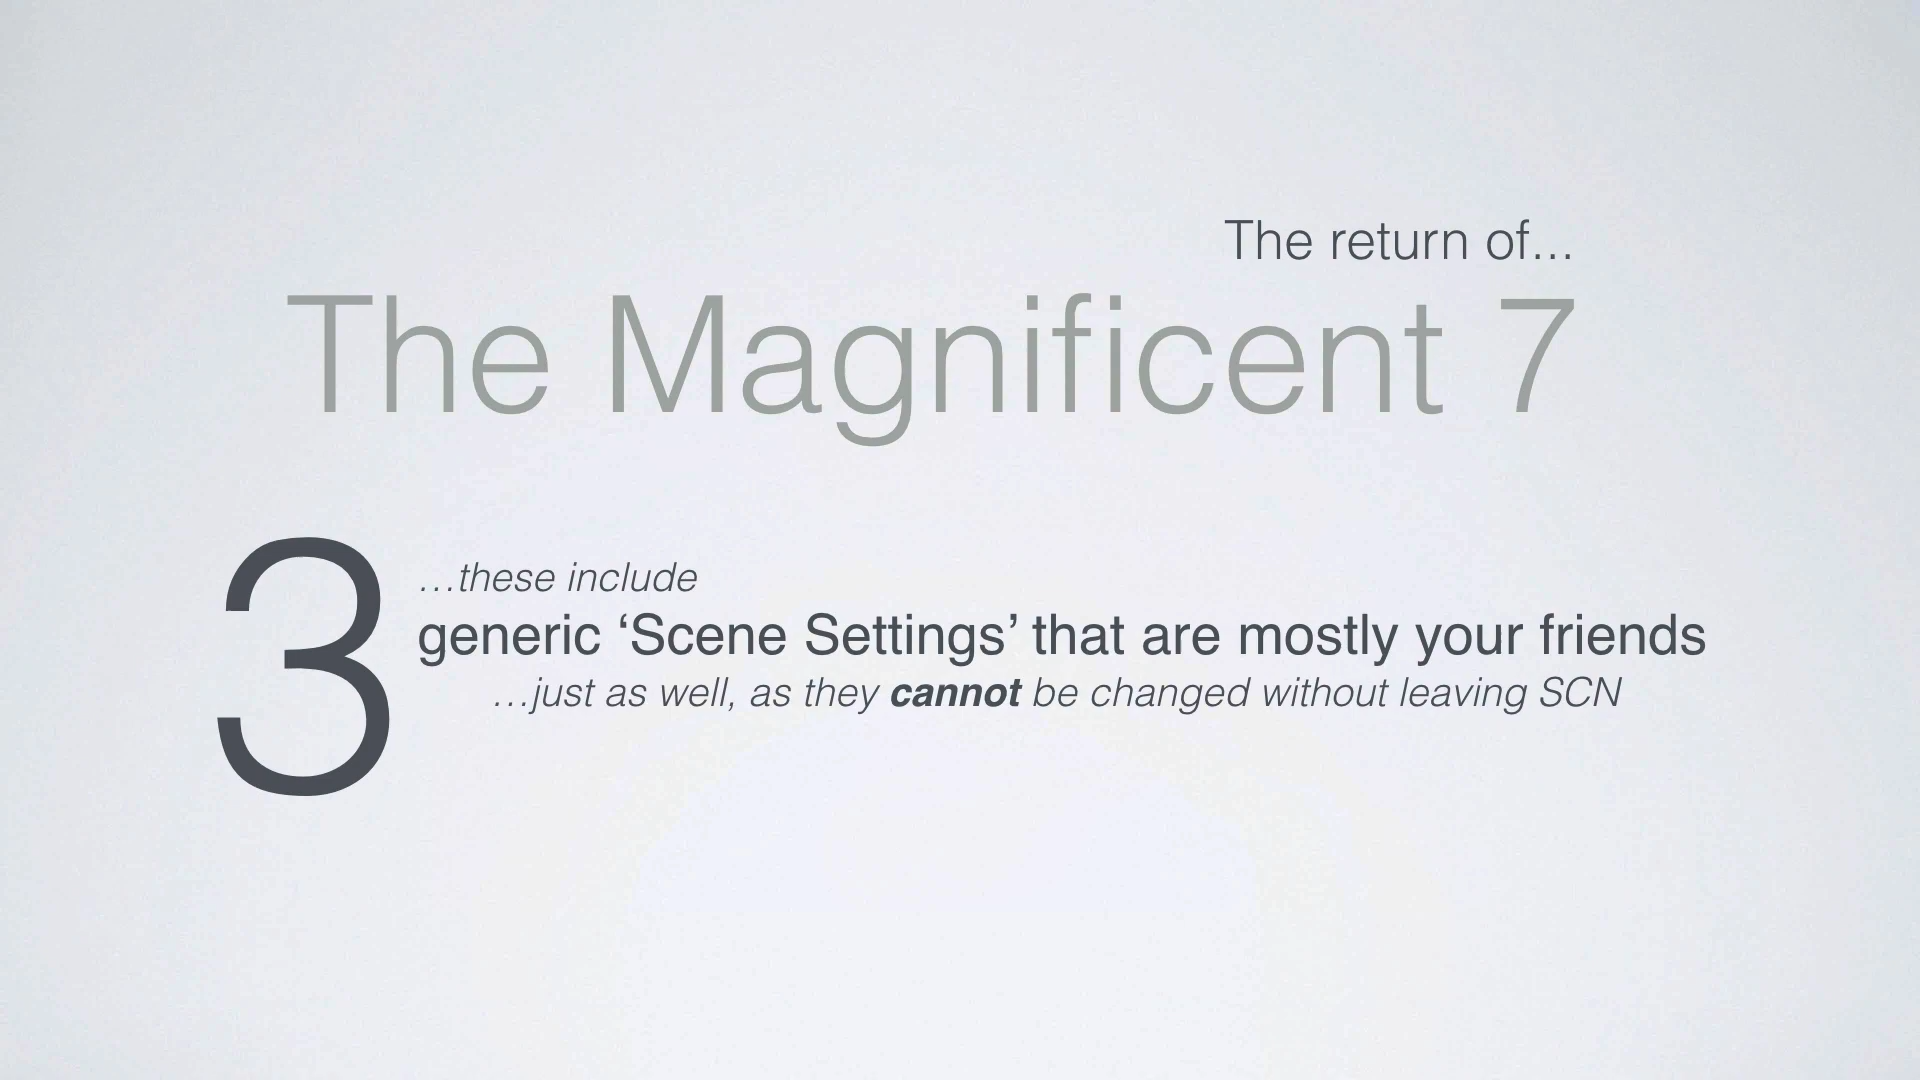 The return of...
The Magnificent 7
3
…these include
generic ‘Scene Settings’ that are mostly your friends
…just as well, as they cannot be changed without leaving SCN